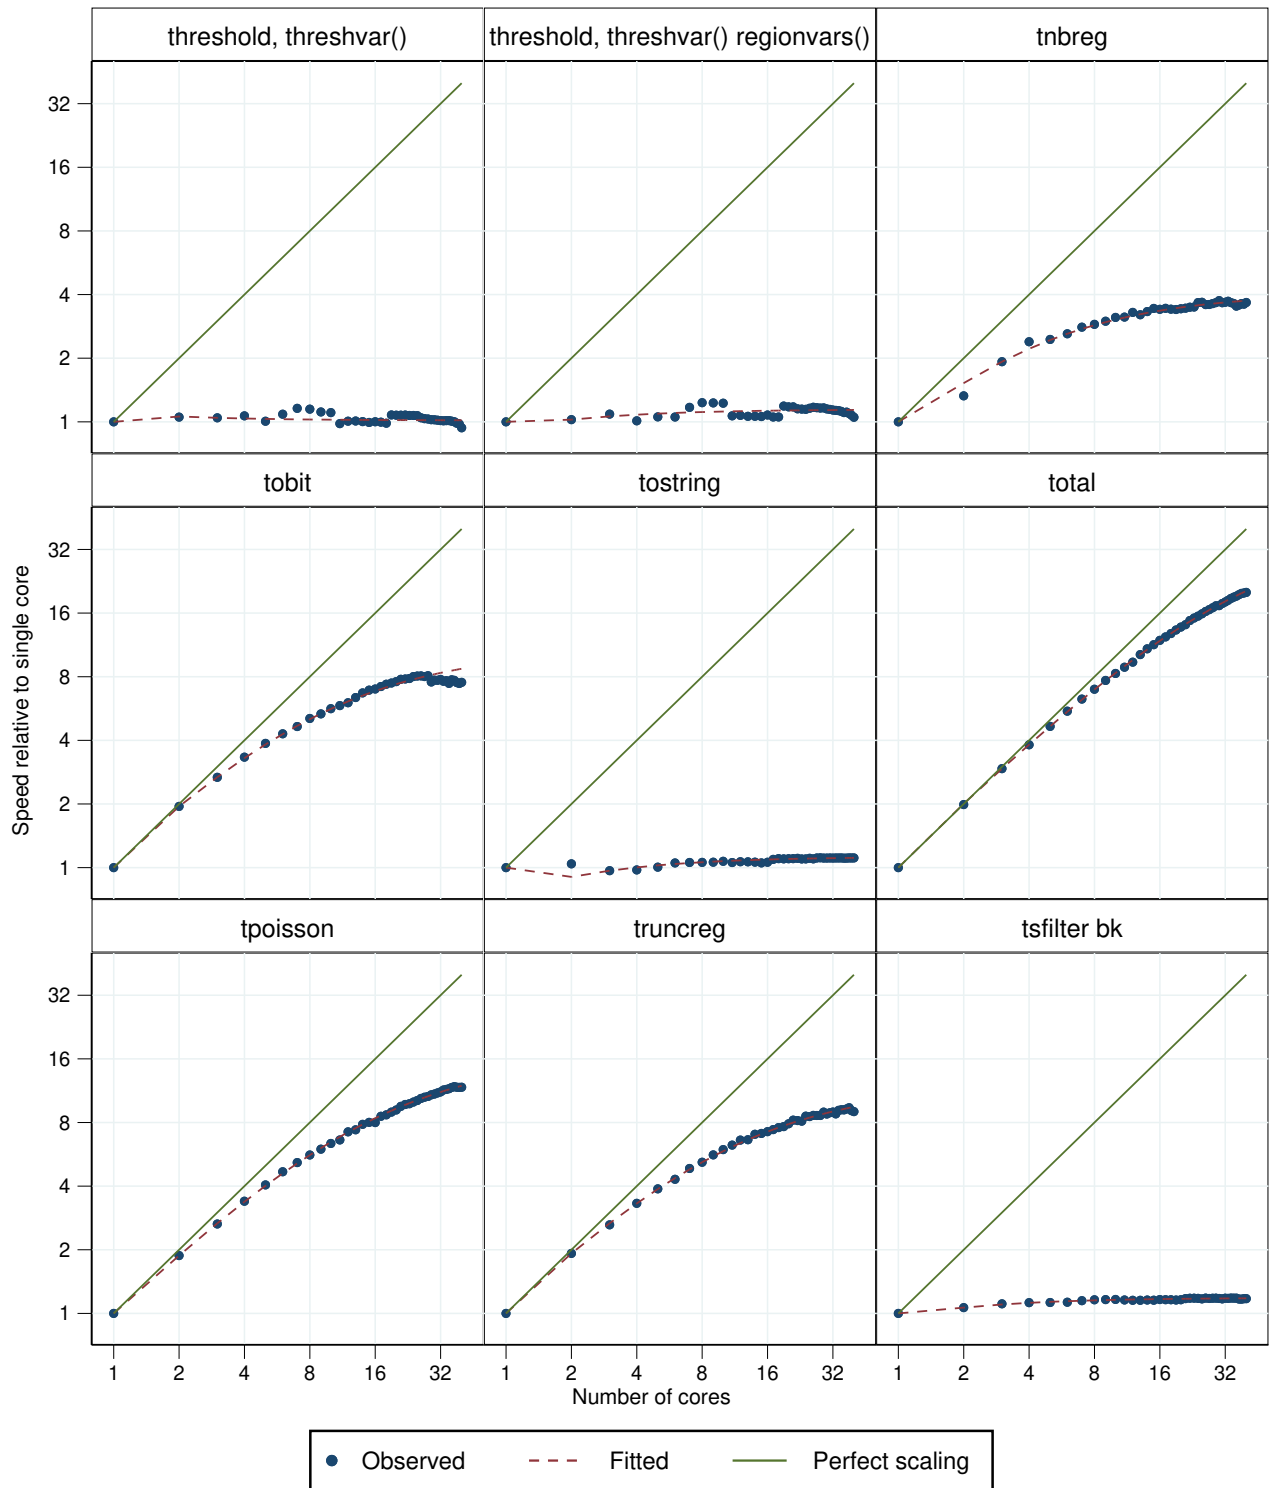 threshold, threshvar()
threshold, threshvar() regionvars()
tnbreg
32
16
8
4
2
1
tobit
tostring
total
32
16
8
4
2
1
Speed relative to single core
tpoisson
truncreg
tsfilter bk
32
16
8
4
2
1
1 2 4 8 16 32
1 2 4 8 16 32
1 2 4 8 16 32
Number of cores
Observed
Fitted
Perfect scaling